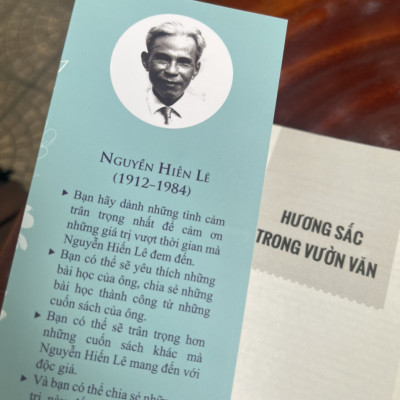 NGUYỄN HIẾN LÊ
(1912-1984)
▸ Bạn hãy dành những tình cảm
trân trọng nhất để cảm ơn
những giá trị vượt thời gian mà
Nguyễn Hiến Lê đem đến.
▸ Bạn có thể sẽ yêu thích những
bài học của ông, chia sẻ những
bài học thành công từ những
cuốn sách của ông.
▸ Bạn có thể sẽ trân trọng hơn
những cuốn sách khác mà
Nguyễn Hiến Lê mang đến với
độc giả.
▸ Và bạn có thể chia sẻ những
HƯƠNG SẮC
TRONG VƯỜN VĂN